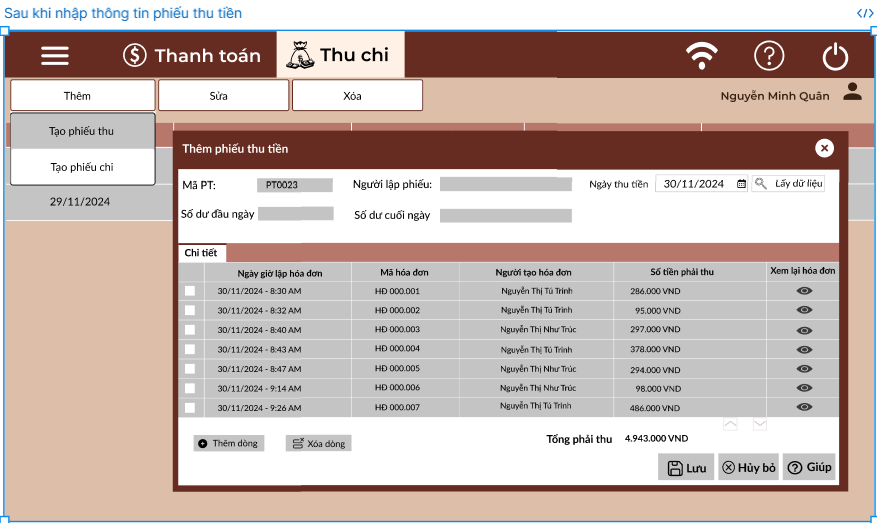 Sau khi nhập thông tin phiếu thu tiền
Thanh toán Thu chi
Thêm Sửa Xóa
Nguyễn Minh Quân
Tạo phiếu thu
Tạo phiếu chi
29/11/2024
Thêm phiếu thu tiền
Mã PT: PT0023 Người lập phiếu: Ngày thu tiền 30/11/2024 Lấy dữ liệu
Số dư đầu ngày Số dư cuối ngày
Chi tiết
Ngày giờ lập hóa đơn Mã hóa đơn Người tạo hóa đơn Số tiền phải thu Xem lại hóa đơn
30/11/2024 - 8:30 AM HĐ 000.001 Nguyễn Thị Tú Trinh 286.000 VND
30/11/2024 - 8:32 AM HĐ 000.002 Nguyễn Thị Tú Trinh 95.000 VND
30/11/2024 - 8:40 AM HĐ 000.003 Nguyễn Thị Như Trúc 297.000 VND
30/11/2024 - 8:43 AM HĐ 000.004 Nguyễn Thị Tú Trinh 378.000 VND
30/11/2024 - 8:47 AM HĐ 000.005 Nguyễn Thị Như Trúc 294.000 VND
30/11/2024 - 9:14 AM HĐ 000.006 Nguyễn Thị Như Trúc 98.000 VND
30/11/2024 - 9:26 AM HĐ 000.007 Nguyễn Thị Tú Trinh 486.000 VND
Thêm dòng Xóa dòng Tổng phải thu 4.943.000 VND
Lưu Hủy bỏ Giúp